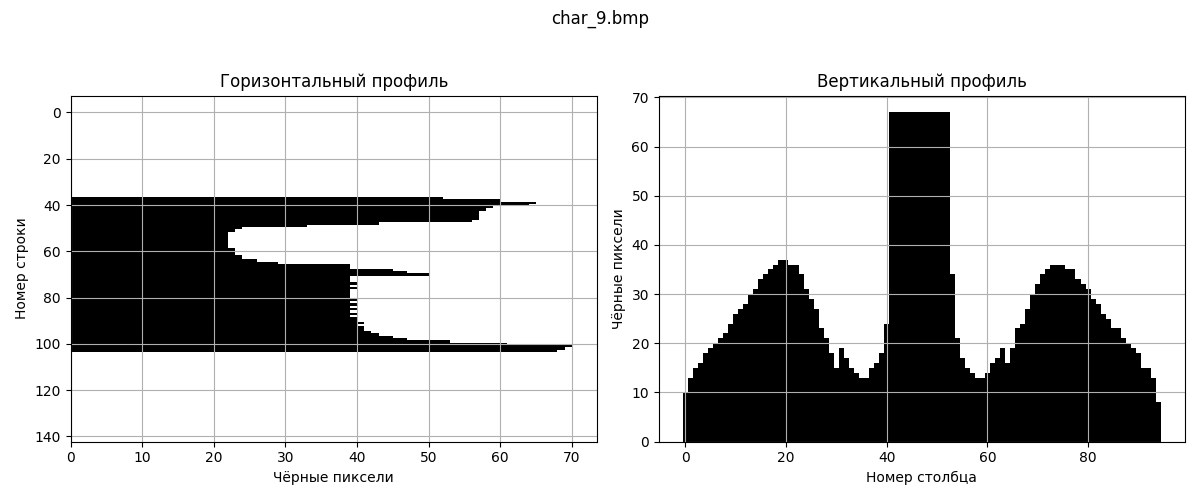 char_9.bmp
Горизонтальный профиль
Номер строки
0
20
40
60
80
100
120
140
0 10 20 30 40 50 60 70
Чёрные пиксели
Вертикальный профиль
Чёрные пиксели
70
60
50
40
30
20
10
0
0 20 40 60 80
Номер столбца